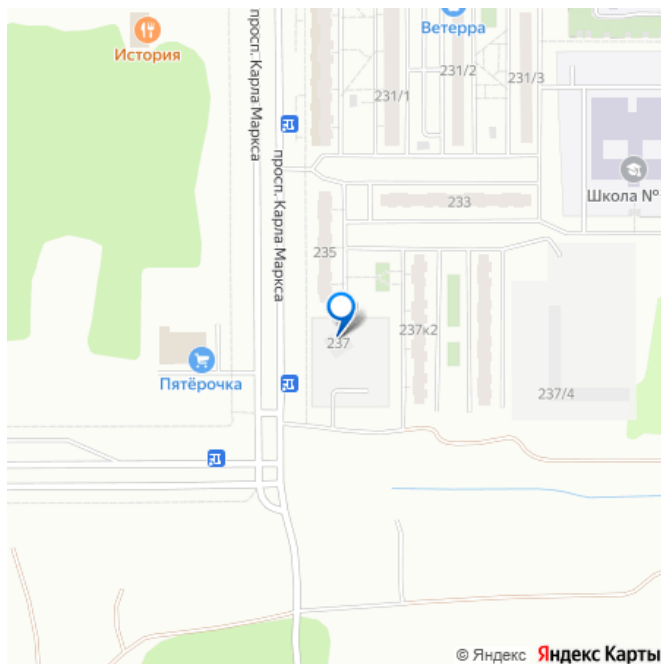 Ветерра
История
231/2
231/3
231/1
просп. Карла Маркса
просп. Карла Маркса
Школа №
233
235
237
237к2
Пятёрочка
237/4
© Яндекс Яндекс Карты